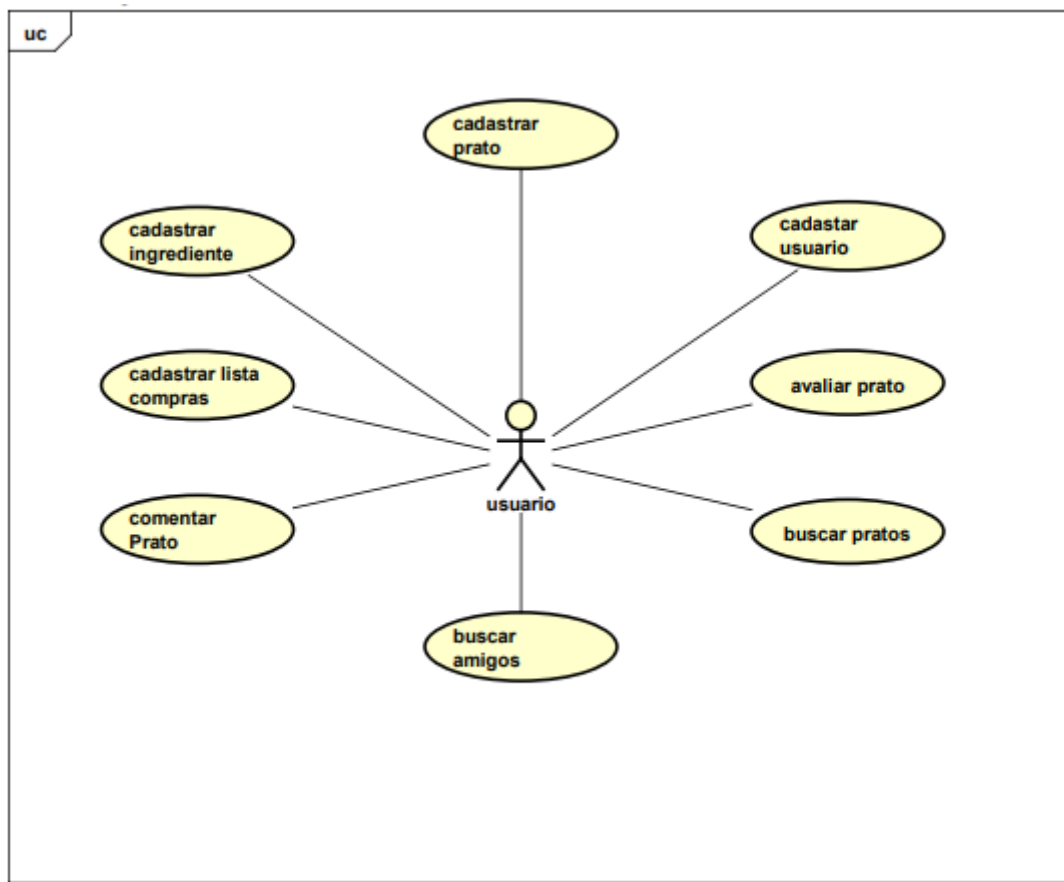 uc
cadastrar
prato
cadastrar
ingrediente
cadastar
usuario
cadastrar lista
compras
avaliar prato
usuario
comentar
Prato
buscar pratos
buscar
amigos